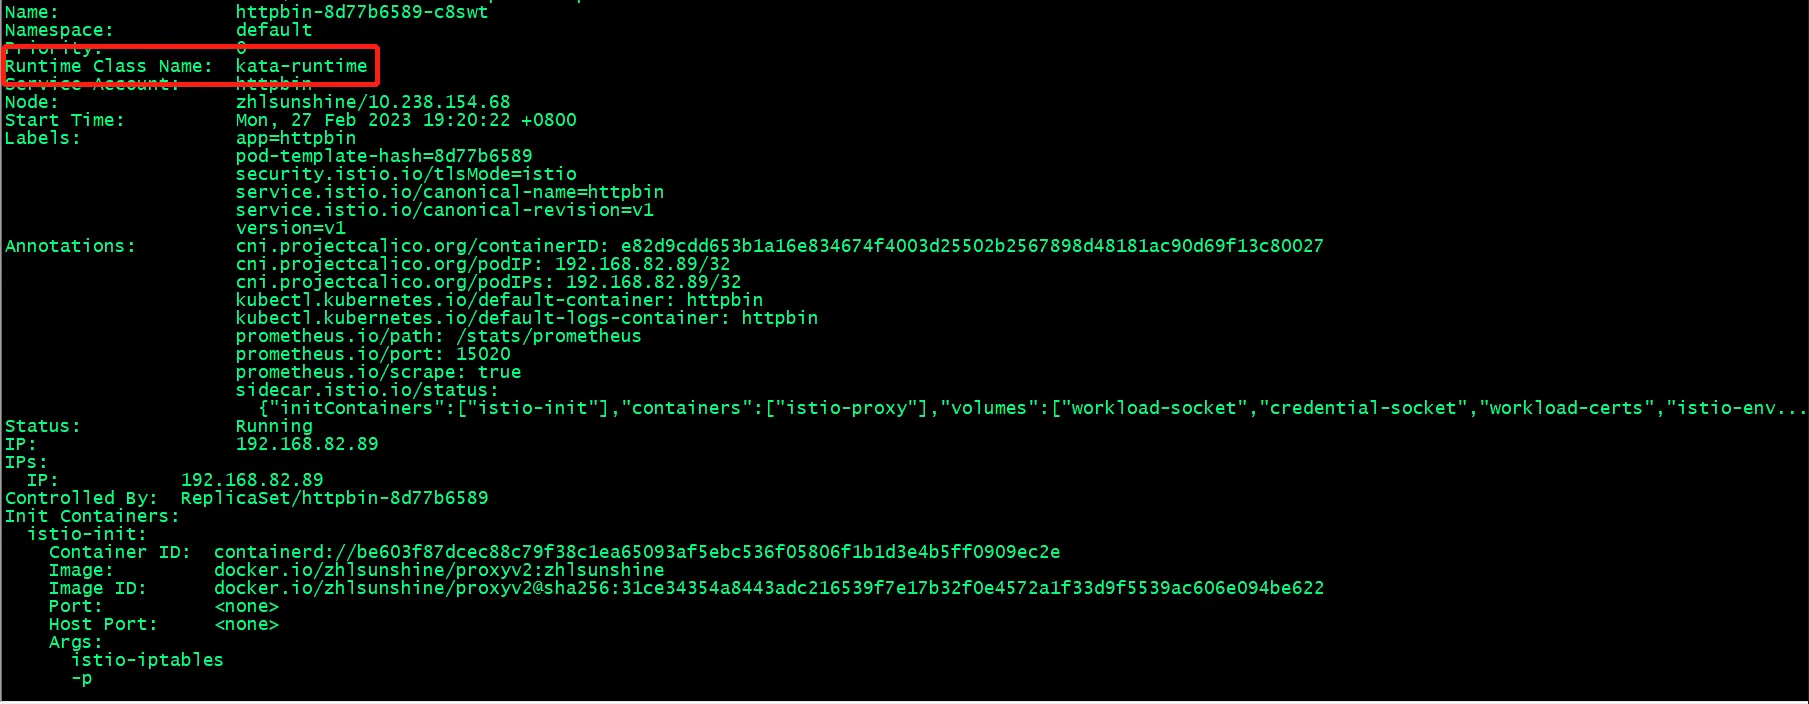 Name:                httpbin-8d77b6589-c8swt
Namespace:           default
Priority:            0
Runtime Class Name:  kata-runtime
Service Account:     httpbin
Node:                zhlsunshine/10.238.154.68
Start Time:          Mon, 27 Feb 2023 19:20:22 +0800
Labels:              app=httpbin
                     pod-template-hash=8d77b6589
                     security.istio.io/tlsMode=istio
                     service.istio.io/canonical-name=httpbin
                     service.istio.io/canonical-revision=v1
                     version=v1
Annotations:         cni.projectcalico.org/containerID: e82d9cdd653b1a16e834674f4003d25502b2567898d48181ac90d69f13c80027
                     cni.projectcalico.org/podIP: 192.168.82.89/32
                     cni.projectcalico.org/podIPs: 192.168.82.89/32
                     kubectl.kubernetes.io/default-container: httpbin
                     kubectl.kubernetes.io/default-logs-container: httpbin
                     prometheus.io/path: /stats/prometheus
                     prometheus.io/port: 15020
                     prometheus.io/scrape: true
                     sidecar.istio.io/status:
                       {"initContainers":["istio-init"],"containers":["istio-proxy"],"volumes":["workload-socket","credential-socket","workload-certs","istio-env...
Status:              Running
IP:                  192.168.82.89
IPs:
  IP:           192.168.82.89
Controlled By:  ReplicaSet/httpbin-8d77b6589
Init Containers:
  istio-init:
    Container ID:  containerd://be603f87dcec88c79f38c1ea65093af5ebc536f05806f1b1d3e4b5ff0909ec2e
    Image:         docker.io/zhlsunshine/proxyv2:zhlsunshine
    Image ID:      docker.io/zhlsunshine/proxyv2@sha256:31ce34354a8443adc216539f7e17b32f0e4572a1f33d9f5539ac606e094be622
    Port:          <none>
    Host Port:     <none>
    Args:
      istio-iptables
      -p